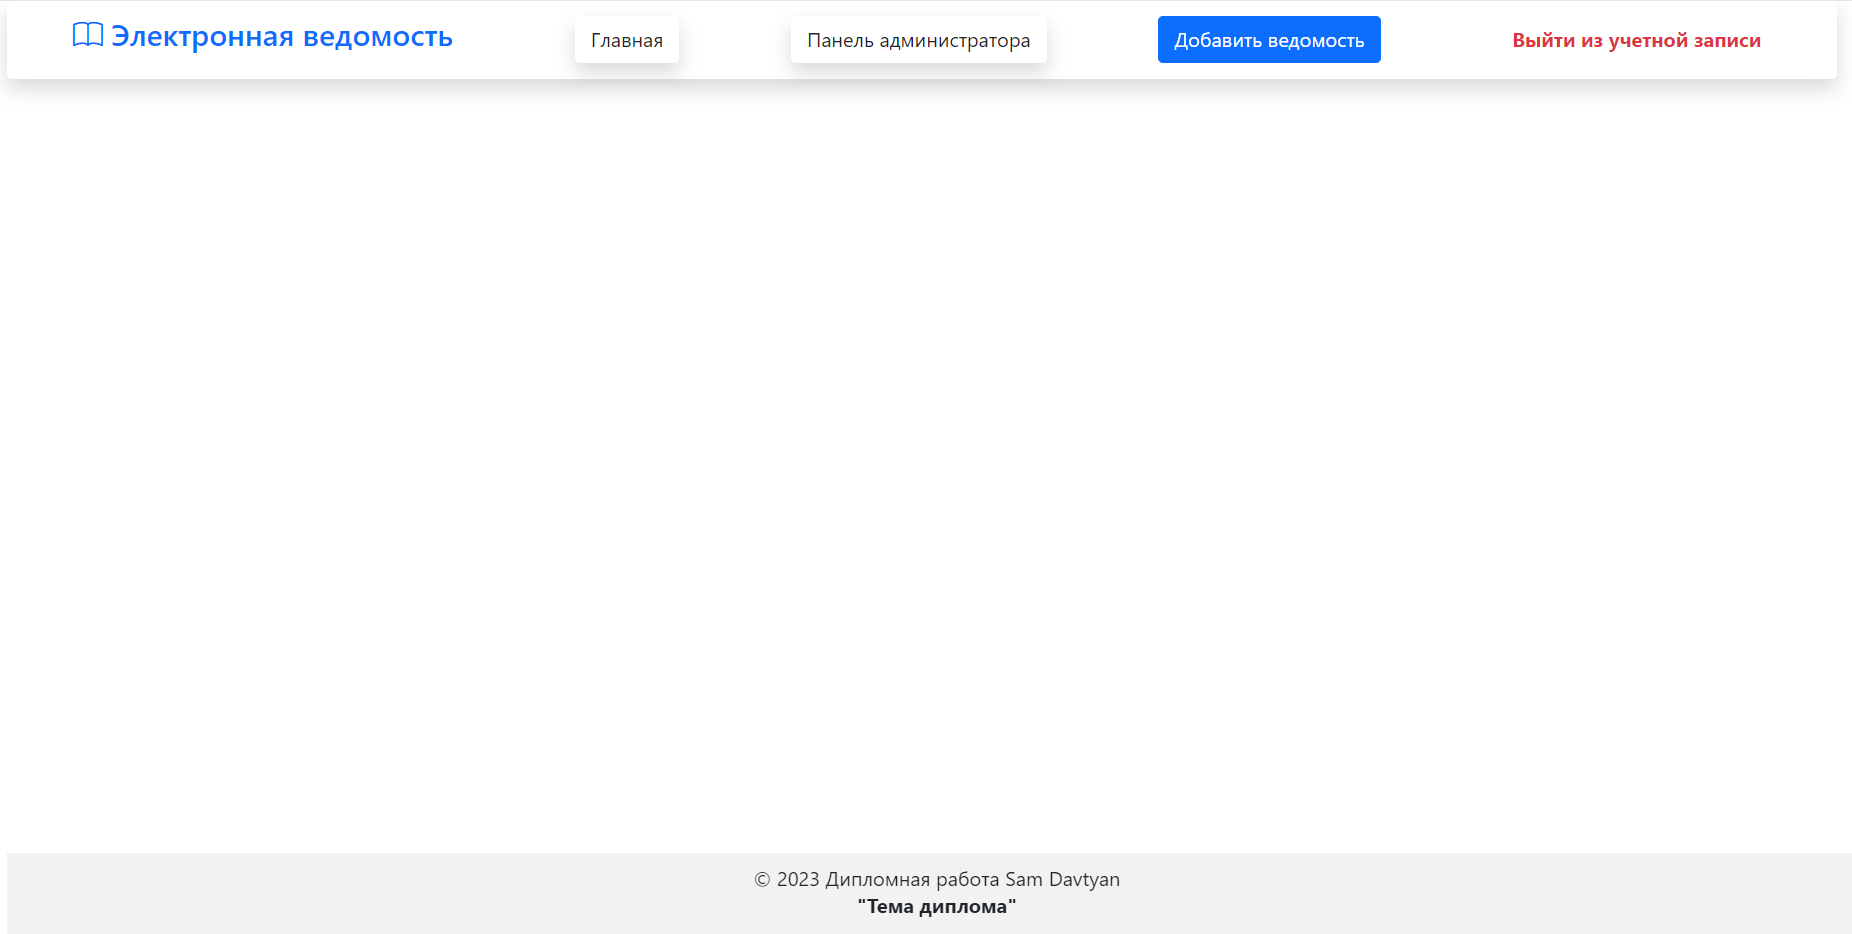 Электронная ведомость
Главная
Панель администратора
Добавить ведомость
Выйти из учетной записи
© 2023 Дипломная работа Sam Davtyan
"Тема диплома"